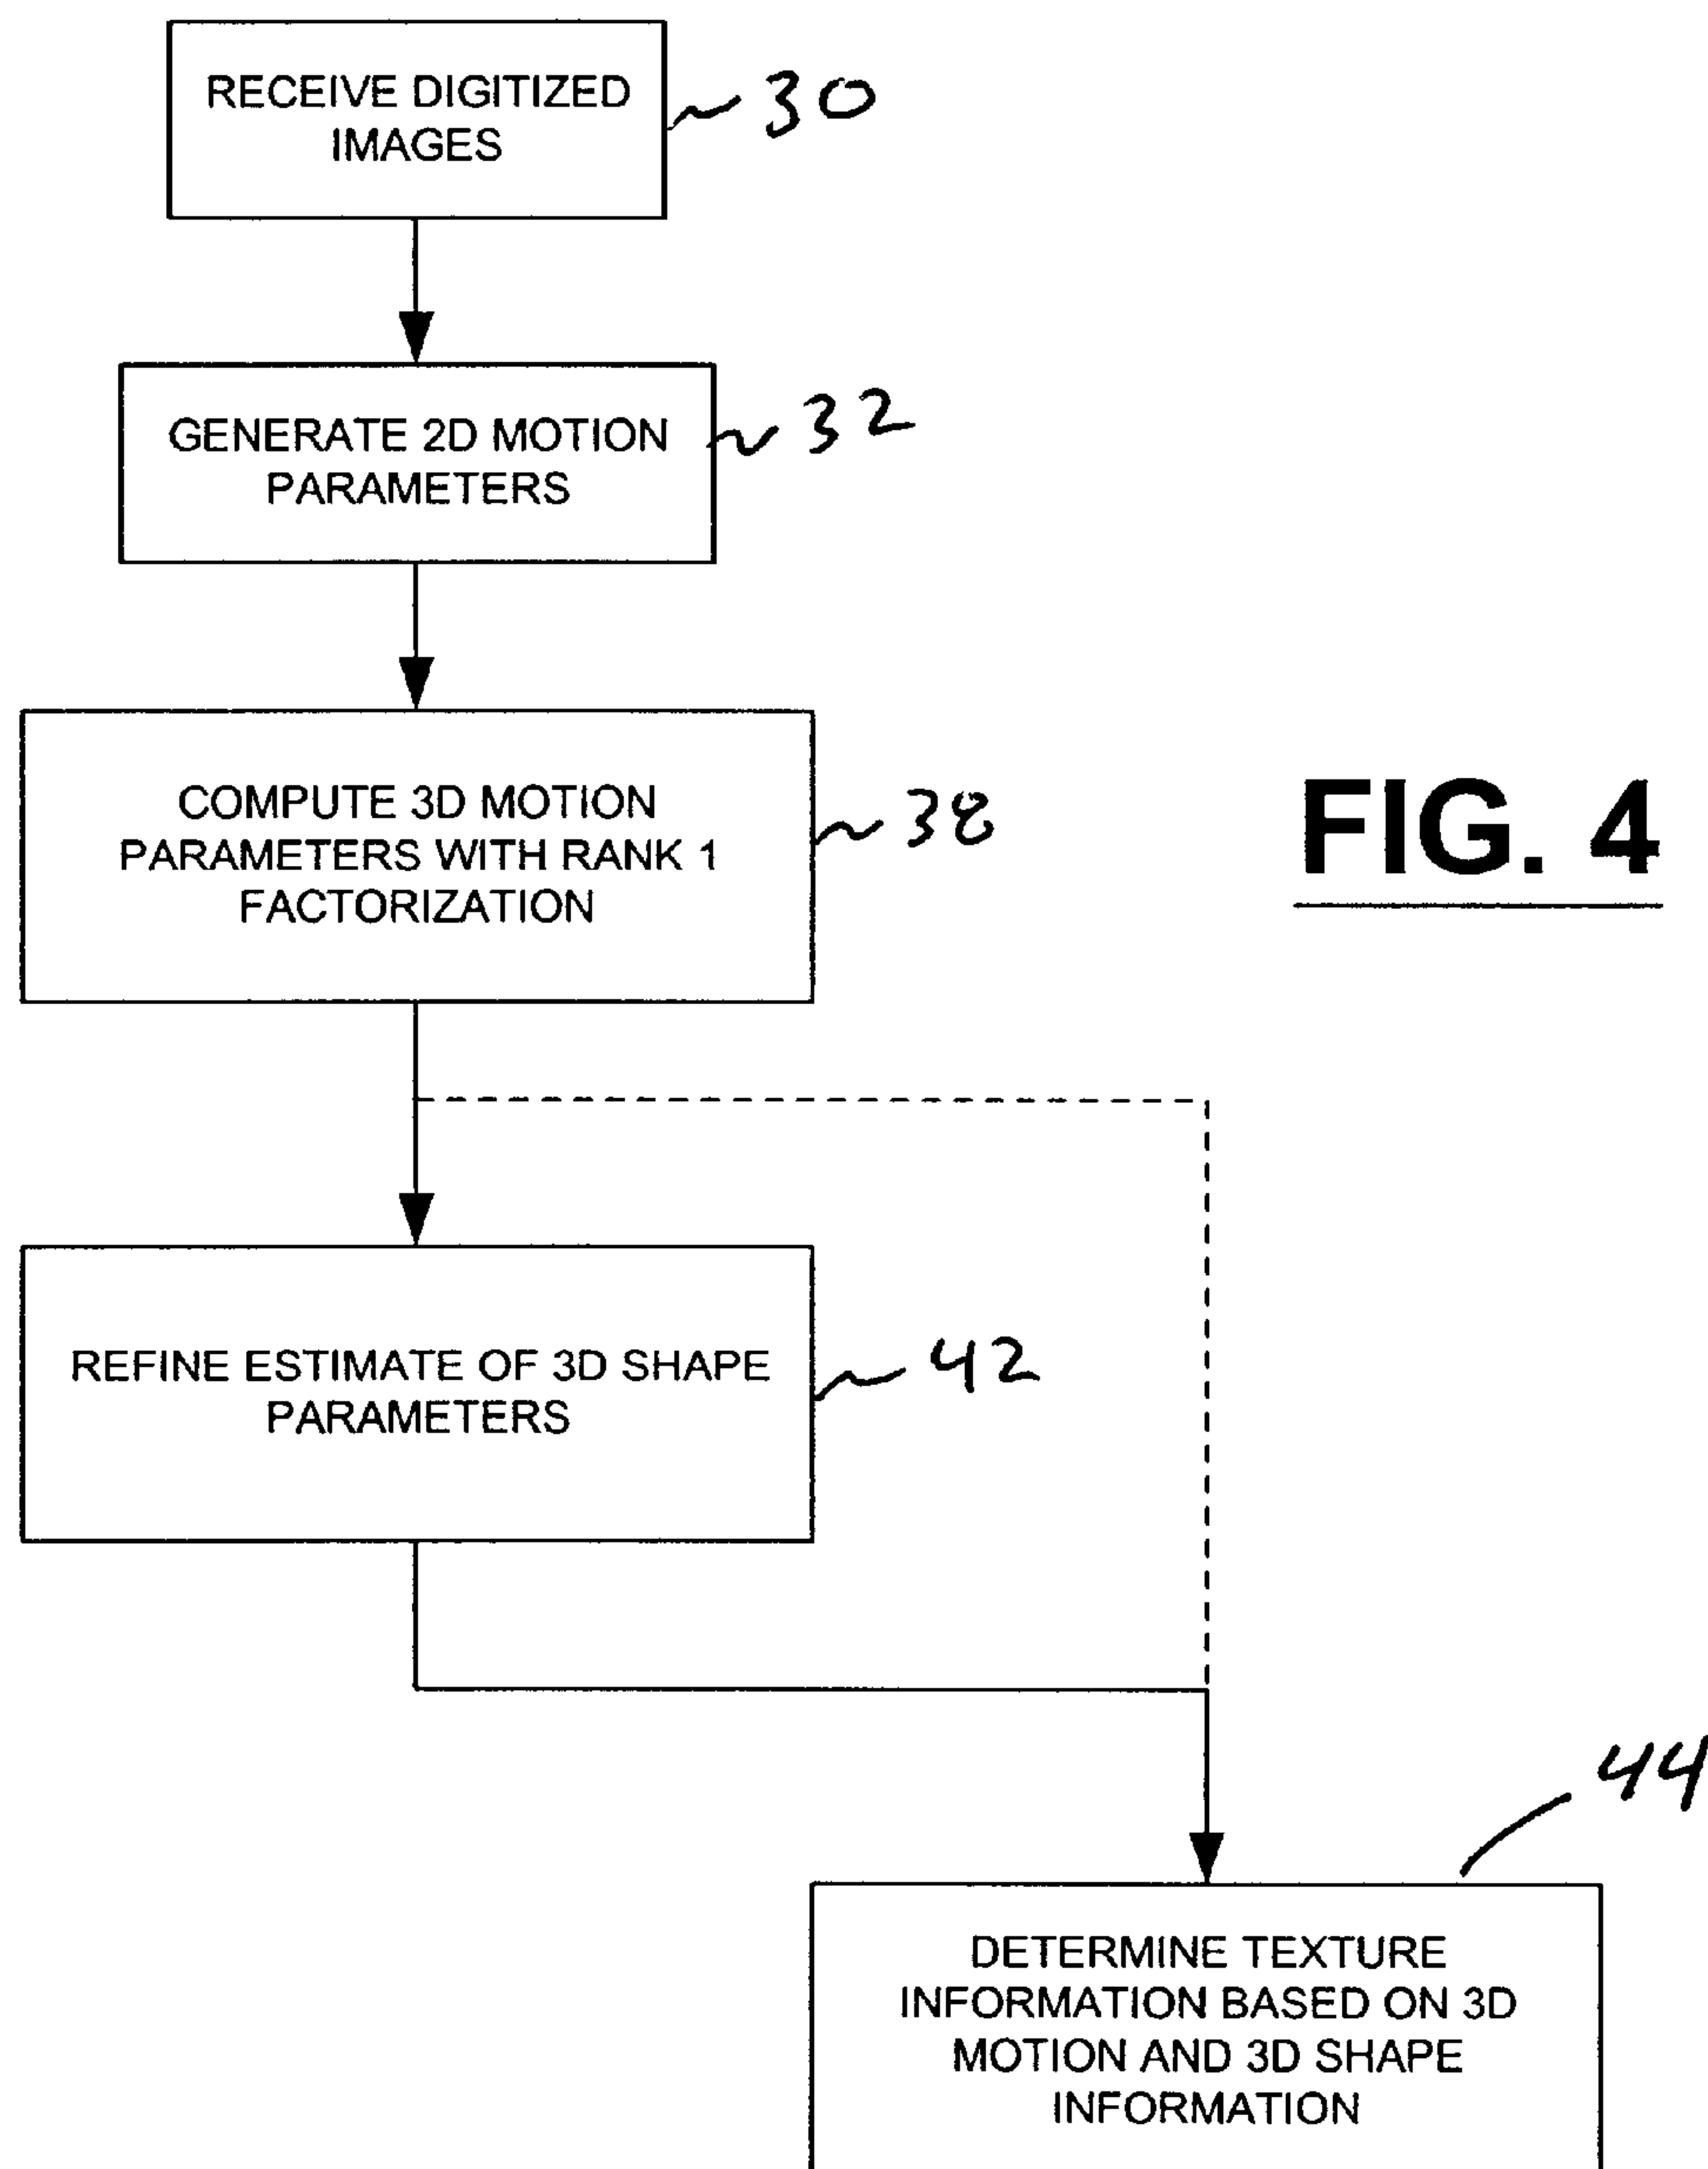 RECEIVE DIGITIZED
IMAGES
30
GENERATE 2D MOTION
PARAMETERS
32
COMPUTE 3D MOTION
PARAMETERS WITH RANK 1
FACTORIZATION
38
FIG. 4
REFINE ESTIMATE OF 3D SHAPE
PARAMETERS
42
44
DETERMINE TEXTURE
INFORMATION BASED ON 3D
MOTION AND 3D SHAPE
INFORMATION